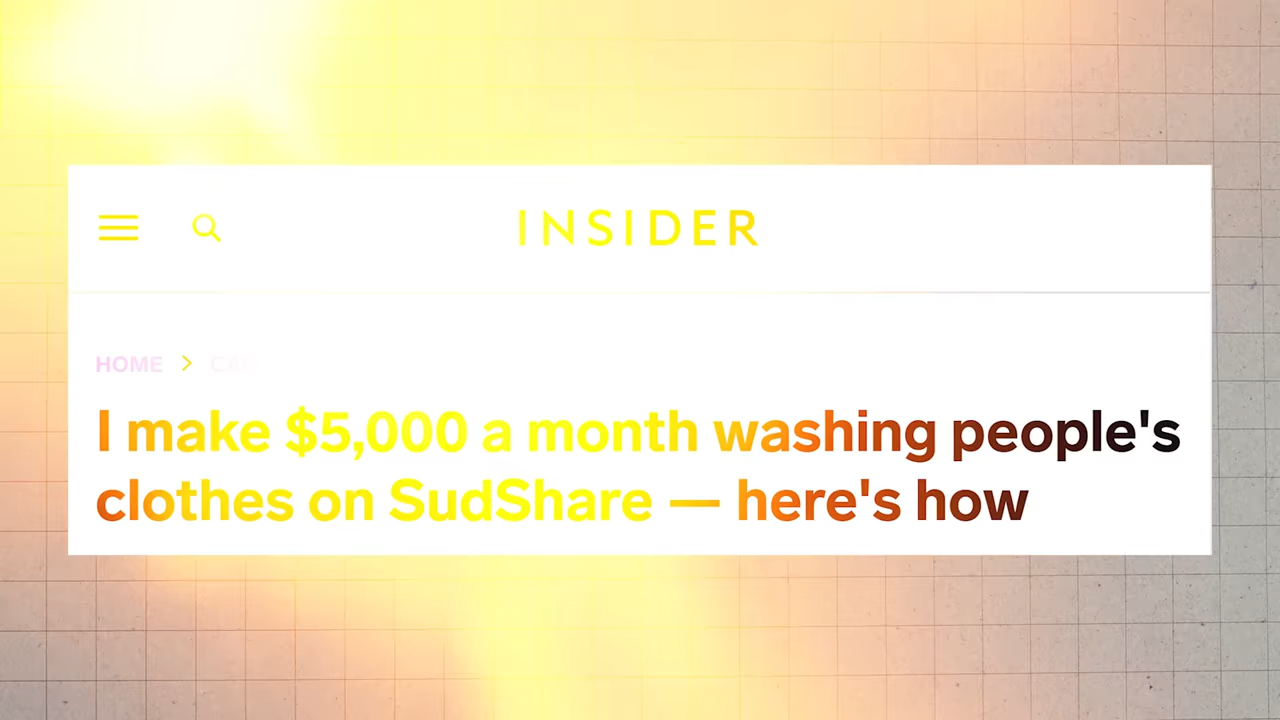 INSIDER
HOME >
I make $5,000 a month washing people's
clothes on SudShare — here's how